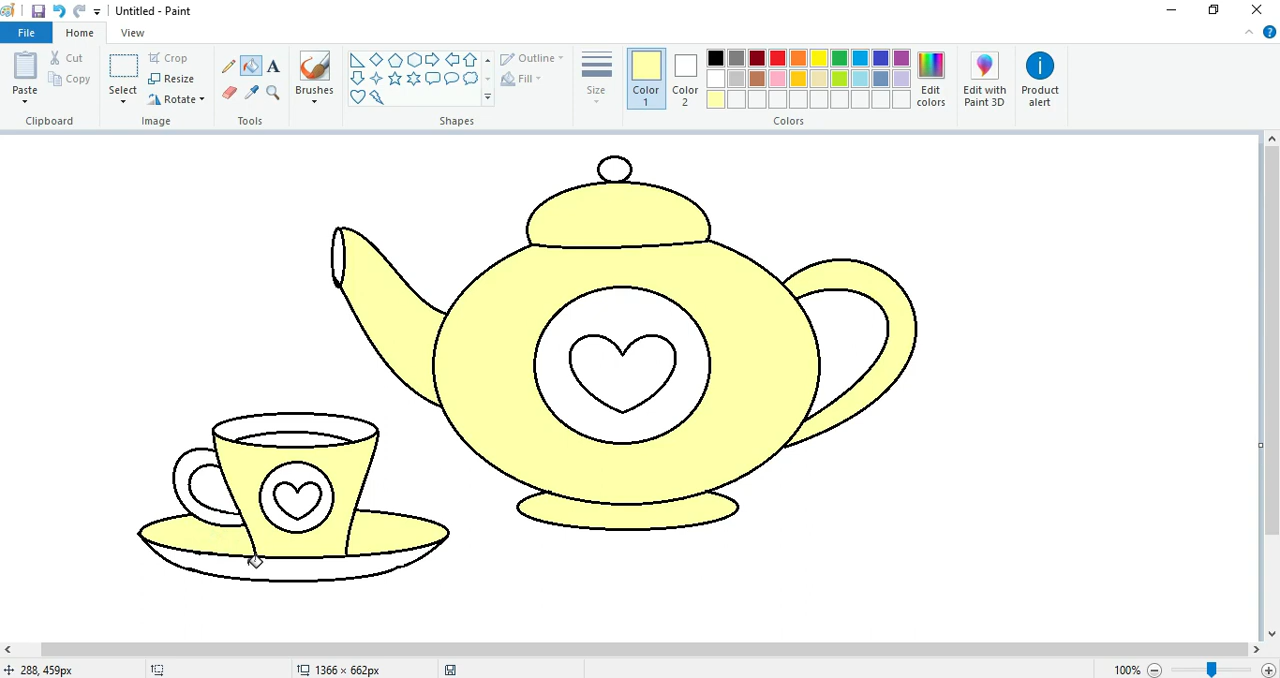 Untitled - Paint
File Home View
Paste
Cut
Copy
Clipboard
Select
Crop
Resize
Rotate
Image
A
Tools
Brushes
Outline
Fill
Shapes
Size
Color 1
Color 2
Edit colors
Colors
Edit with Paint 3D
Product alert
288, 459px
1366 × 662px
100%